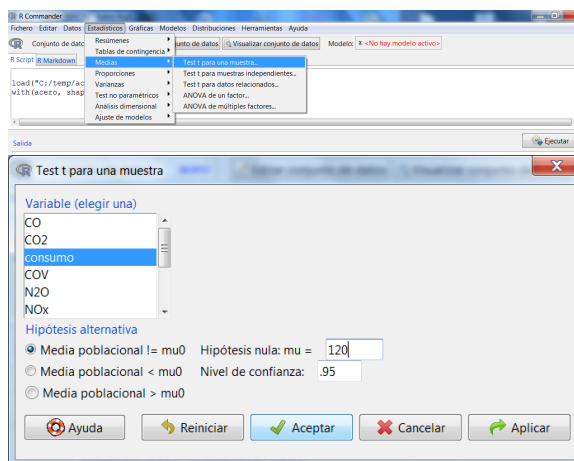 R Commander
Fichero Editar Datos Estadísticos Gráficas Modelos Distribuciones Herramientas Ayuda
Conjunto de datc Resúmenes unto de datos Visualizar conjunto de datos Modelo: Σ <No hay modelo activo>
Tablas de contingencia
R Script R Markdown Medias Test t para una muestra...
Proporciones Test t para muestras independientes...
load("C:/temp/ac Varianzas Test t para datos relacionados...
with(acero, shap Test no paramétricos ANOVA de un factor...
Análisis dimensional ANOVA de múltiples factores...
Ajuste de modelos
Salida Ejecutar
Test t para una muestra
Variable (elegir una)
CO
CO2
consumo
COV
N2O
NOx
Hipótesis alternativa
Media poblacional != mu0 Hipótesis nula: mu = 120
Media poblacional < mu0 Nivel de confianza: .95
Media poblacional > mu0
Ayuda Reiniciar Aceptar Cancelar Aplicar